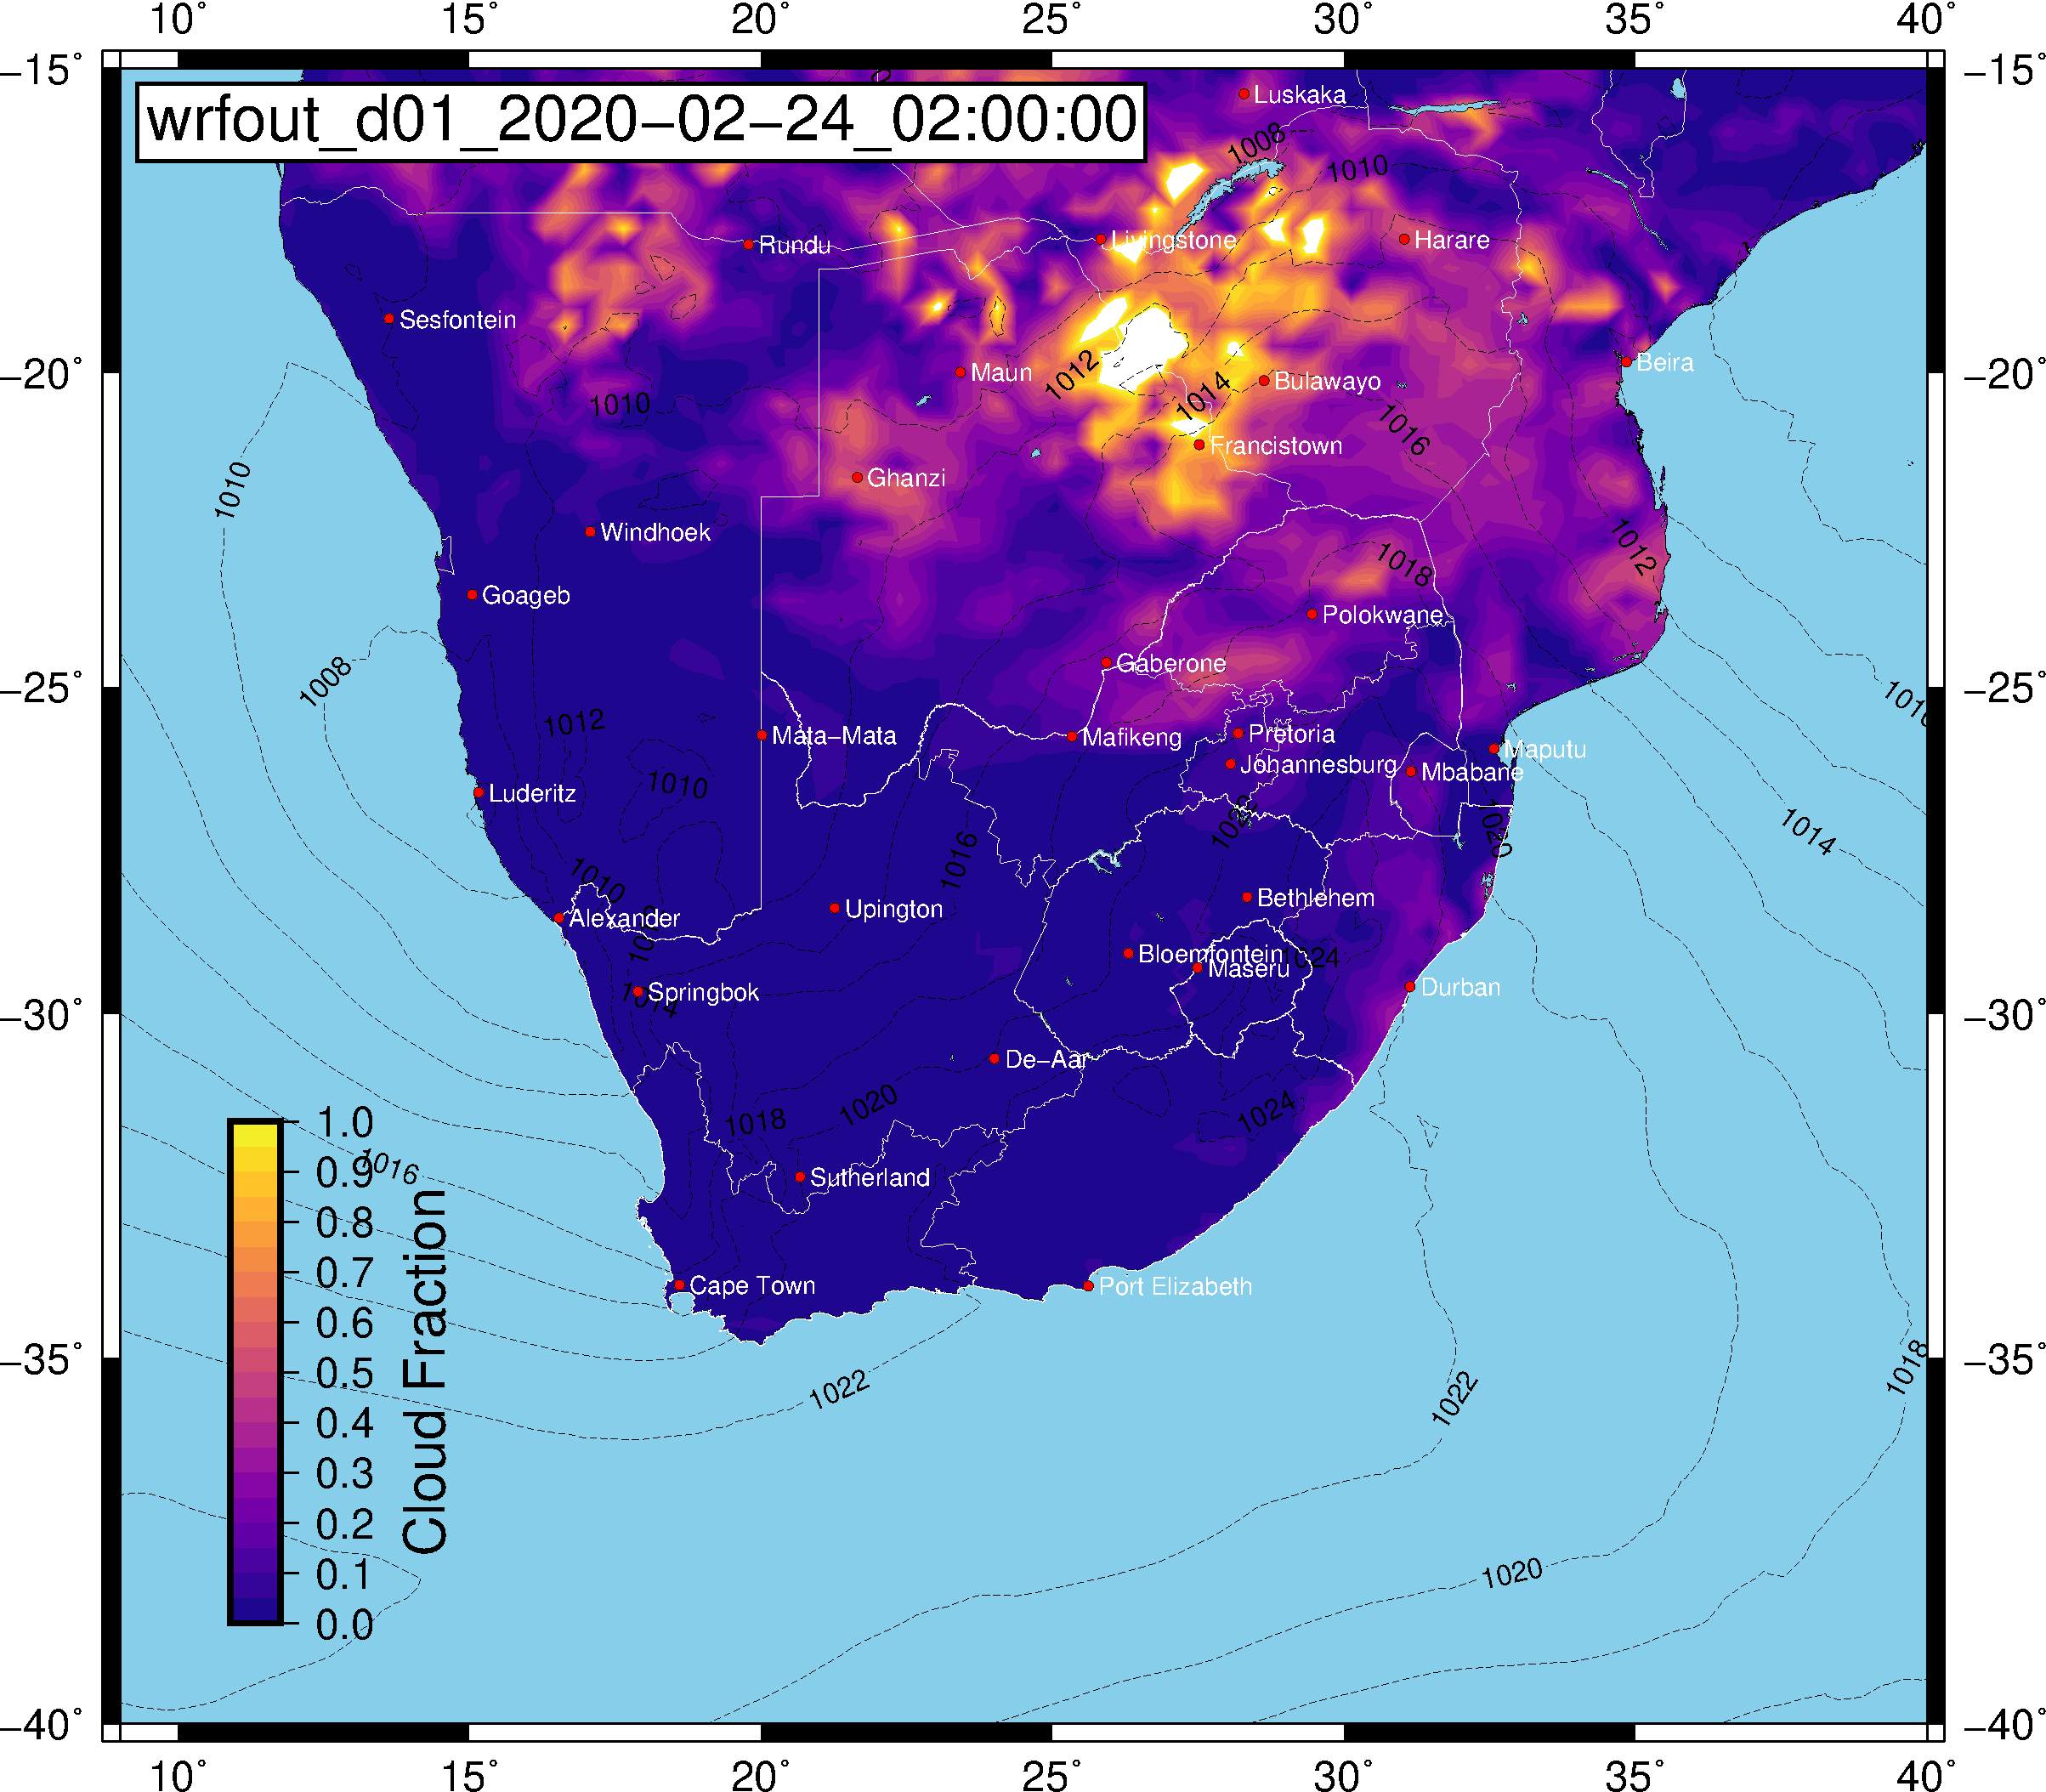 10° 15° 20° 25° 30° 35° 40°
−15° −15°
wrfout_d01_2020−02−24_02:00:00
Luskaka
1008
1010
Rundu
Livingstone
Harare
Sesfontein
−20° −20°
Maun
1012
1014
Bulawayo
Beira
1010
1016
Francistown
1010
Ghanzi
Windhoek
1012
1018
Goageb
Polokwane
Gaberone
1008
−25° −25°
1010
1012
Mata−Mata
Mafikeng
Pretoria
Johannesburg
Maputu
Mbabane
1010
Luderitz
1020
1014
1016
1010
Alexander
Upington
Bethlehem
Bloemfontein
1024
Maseru
Springbok
1014
Durban
−30° −30°
De−Aar
1020
1018
1024
1016
Sutherland
Cape Town
Port Elizabeth
−35° −35°
1022
1022
1018
1.0
0.9
0.8
0.7
0.6
0.5
0.4
0.3
0.2
0.1
0.0
Cloud Fraction
1020
−40° −40°
10° 15° 20° 25° 30° 35° 40°